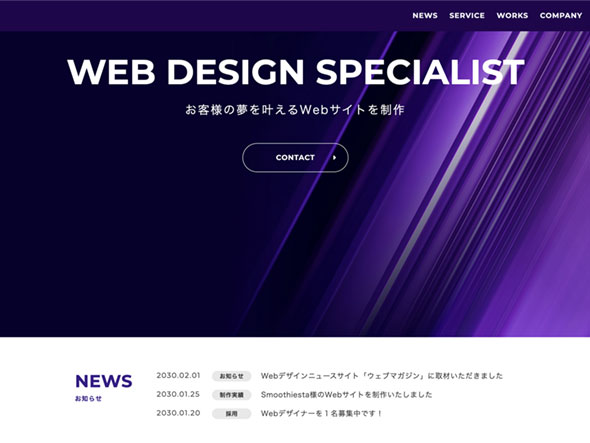 NEWS SERVICE WORKS COMPANY
WEB DESIGN SPECIALIST
お客様の夢を叶えるWebサイトを制作
CONTACT
NEWS
お知らせ
2030.02.01 お知らせ Webデザインニュースサイト「ウェブマガジン」に取材いただきました
2030.01.25 制作実績 Smoothiesta様のWebサイトを制作いたしました
2030.01.20 採用 Webデザイナーを１名募集中です！